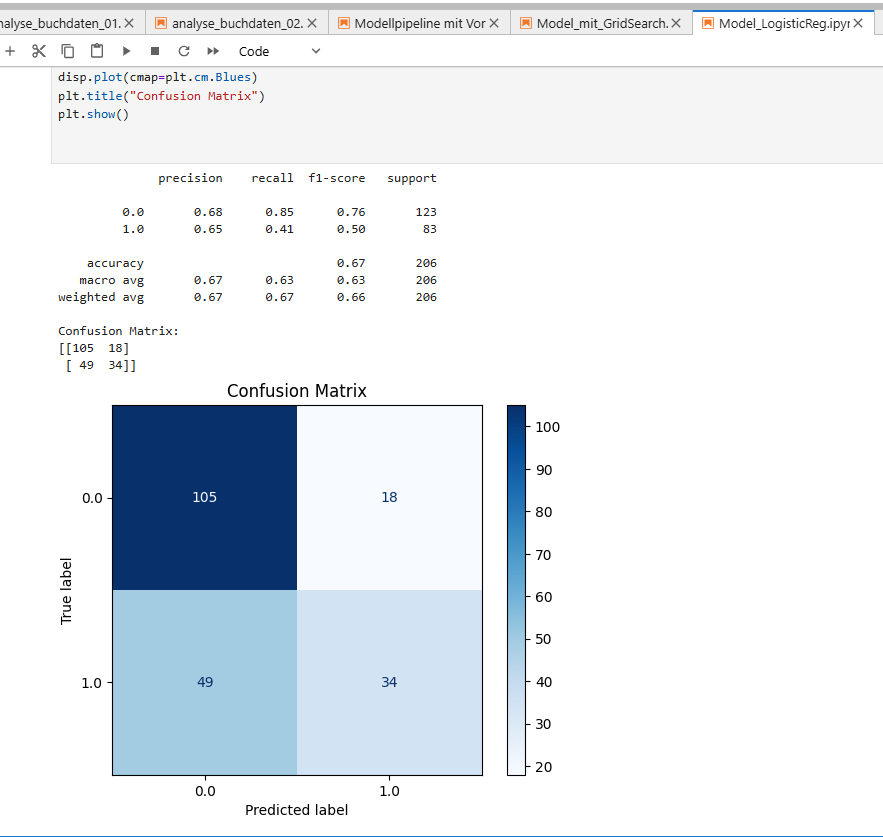 nalyse_buchdaten_01. analyse_buchdaten_02. Modellpipeline mit Vor Model_mit_GridSearch. Model_LogisticReg.ipyr
Code
disp.plot(cmap=plt.cm.Blues)
plt.title("Confusion Matrix")
plt.show()
precision recall f1-score support
0.0 0.68 0.85 0.76 123
1.0 0.65 0.41 0.50 83
accuracy 0.67 206
macro avg 0.67 0.63 0.63 206
weighted avg 0.67 0.67 0.66 206
Confusion Matrix:
[[105 18]
[ 49 34]]
Confusion Matrix
0.0
105
18
1.0
49
34
True label
0.0 1.0
Predicted label
100
90
80
70
60
50
40
30
20